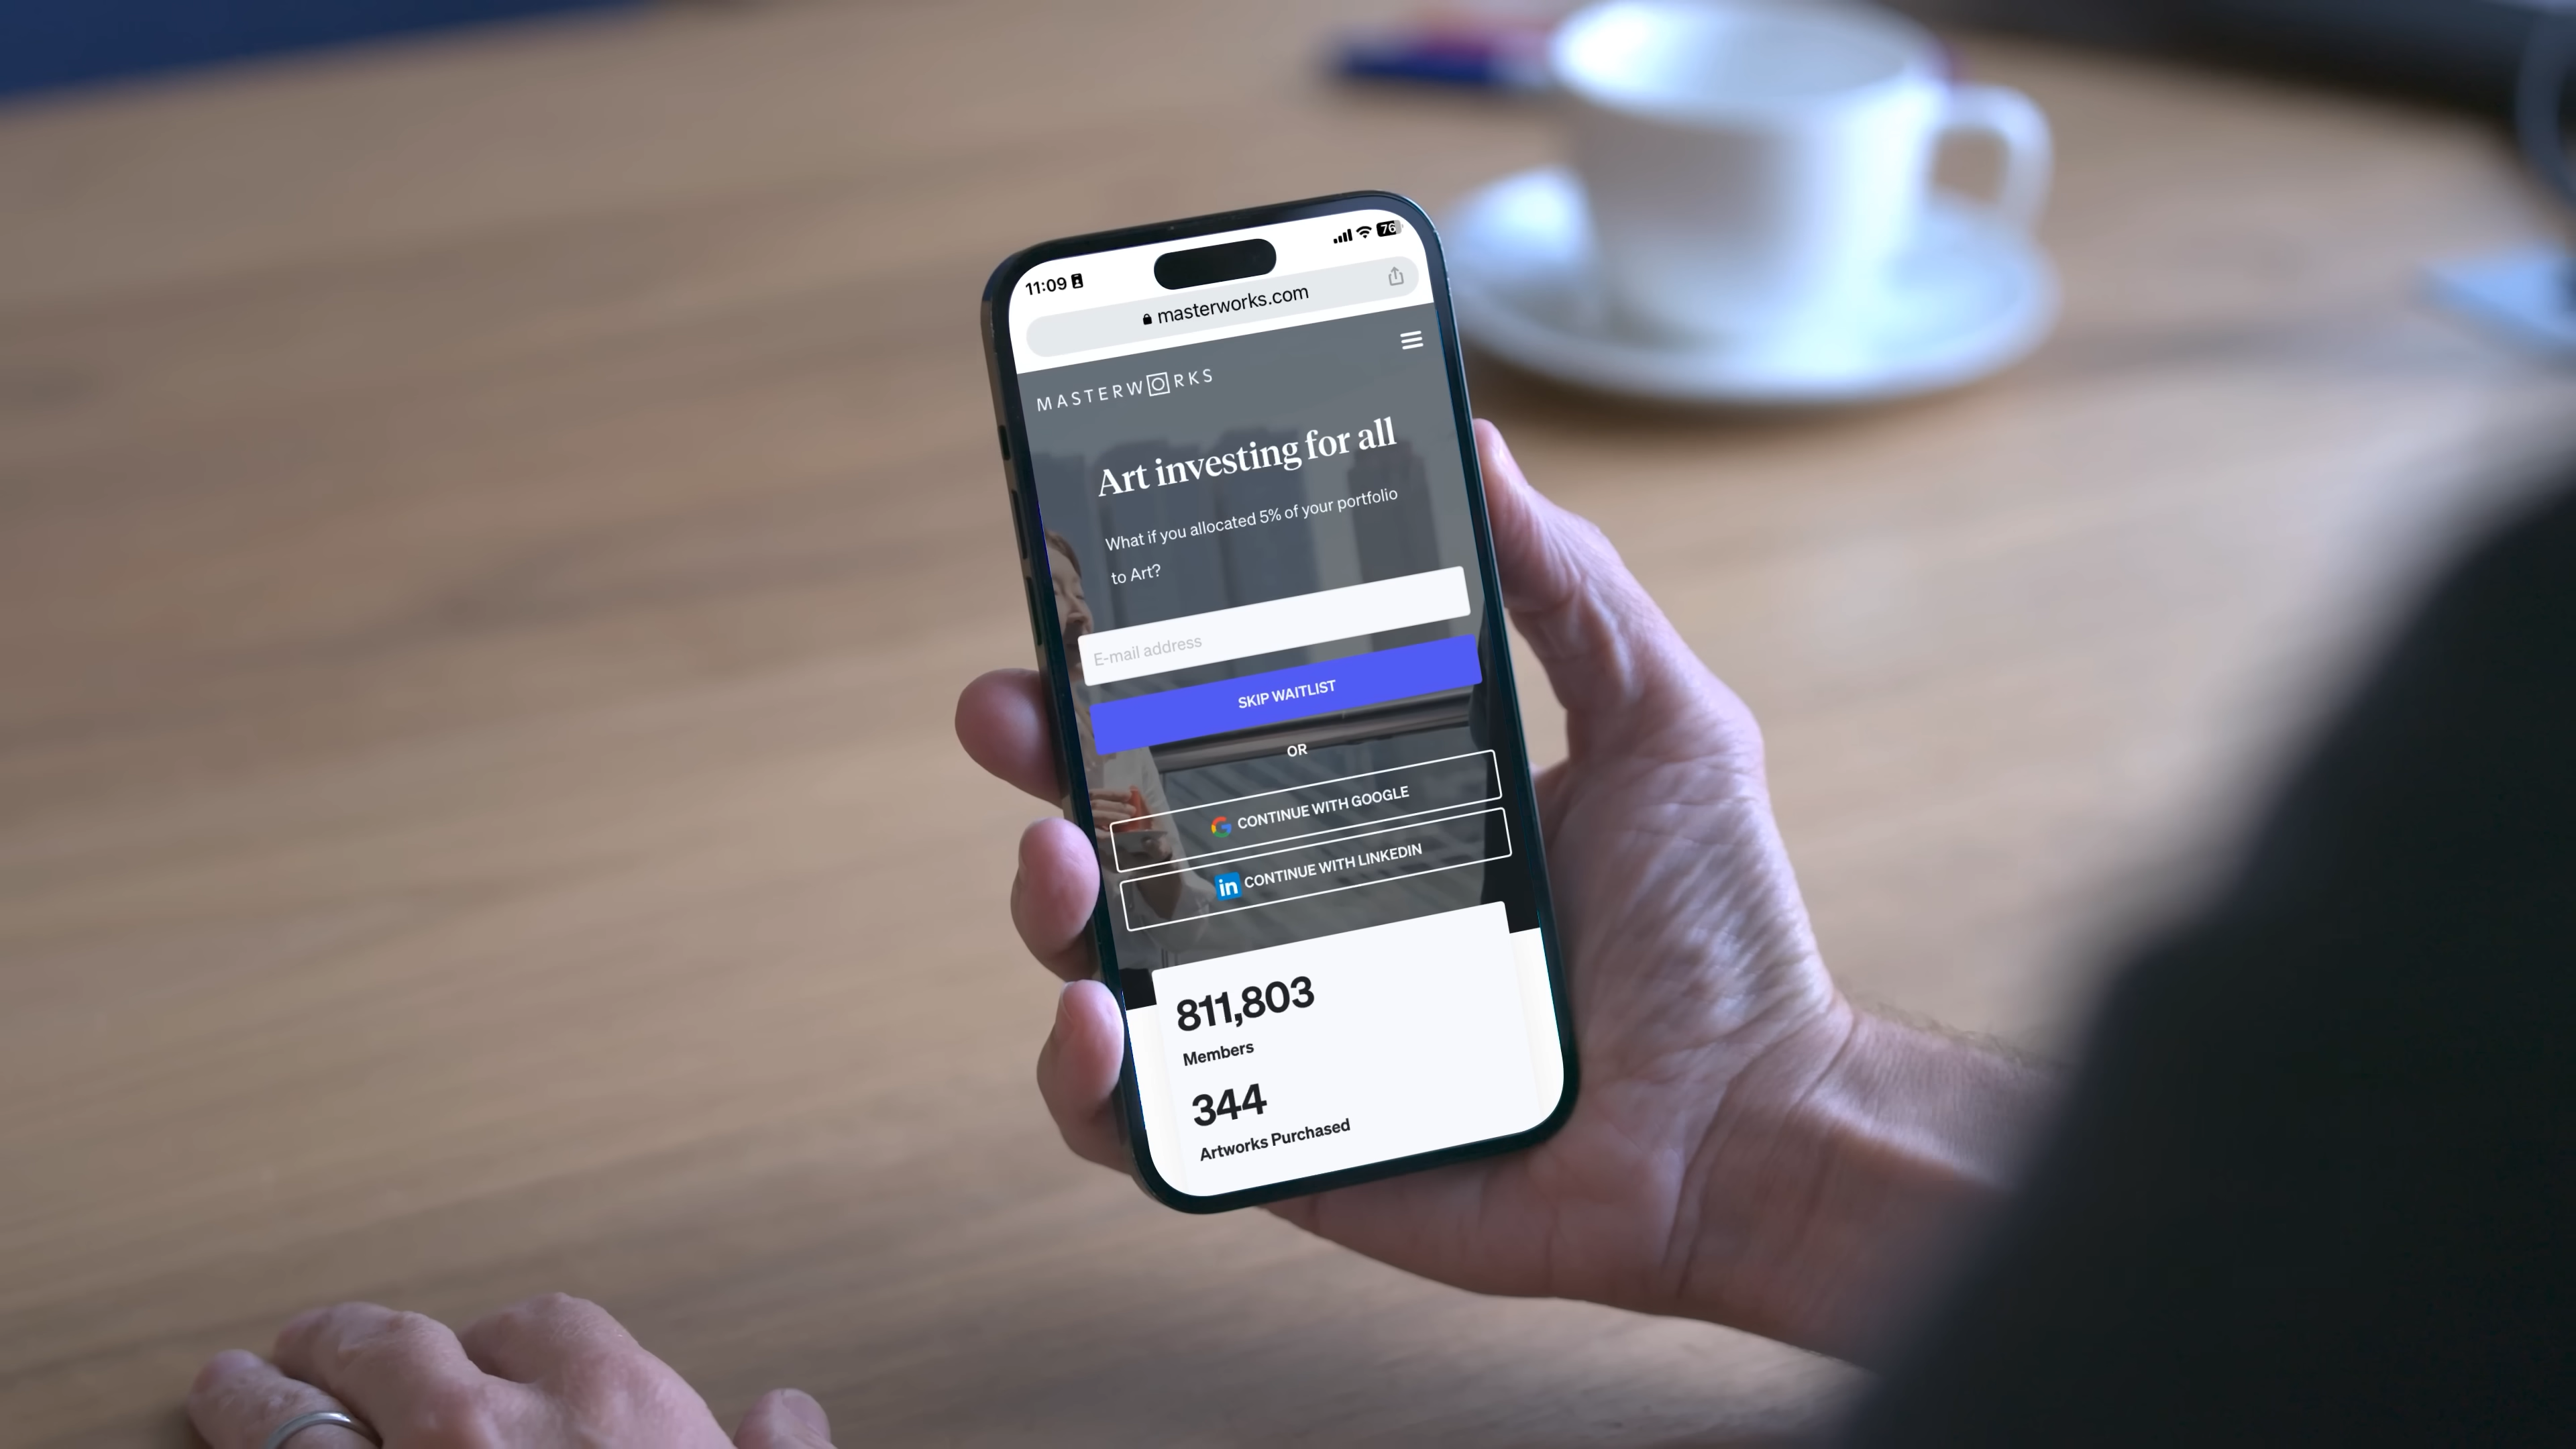 11:09
76
masterworks.com
MASTERWORKS
Art investing for all
What if you allocated 5% of your portfolio
to Art?
E-mail address
SKIP WAITLIST
OR
CONTINUE WITH GOOGLE
in CONTINUE WITH LINKEDIN
811,803
Members
344
Artworks Purchased